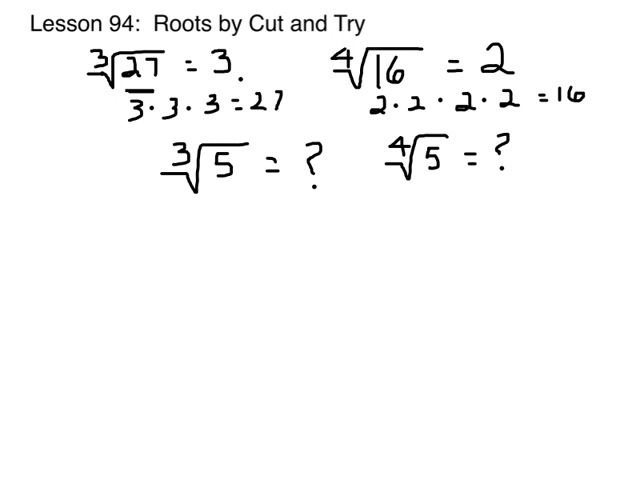 Lesson 94: Roots by Cut and Try
∛27 = 3. ∜16 = 2
3 · 3 · 3 = 27 2 · 2 · 2 · 2 = 16
∛5 = ? ∜5 = ?